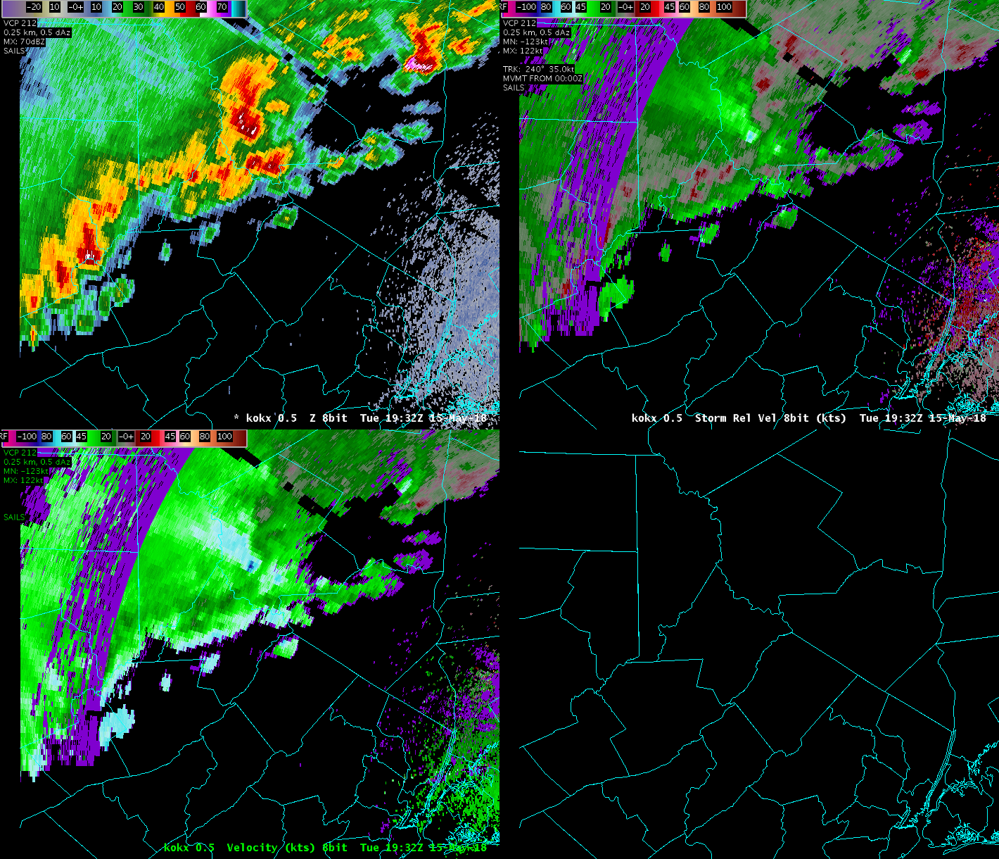 -20 10 -0+ 10 20 30 40 50 60 70
VCP 212
0.25 km, 0.5 dAz
MX: 70dBZ
SAILS
* kokx 0.5 Z 8bit Tue 19:32Z 15-May-18
RF -100 80 60 45 20 -0+ 20 45 60 80 100
VCP 212
0.25 km, 0.5 dAz
MN: -123kt
MX: 122kt
TRK: 240° 35.0kt
MVMT FROM 00:00Z
SAILS
kokx 0.5 Storm Rel Vel 8bit (kts) Tue 19:32Z 15-May-18
RF -100 80 60 45 20 -0+ 20 45 60 80 100
VCP 212
0.25 km, 0.5 dAz
MN: -123kt
MX: 122kt
SAILS
kokx 0.5 Velocity (kts) 8bit Tue 19:32Z 15-May-18